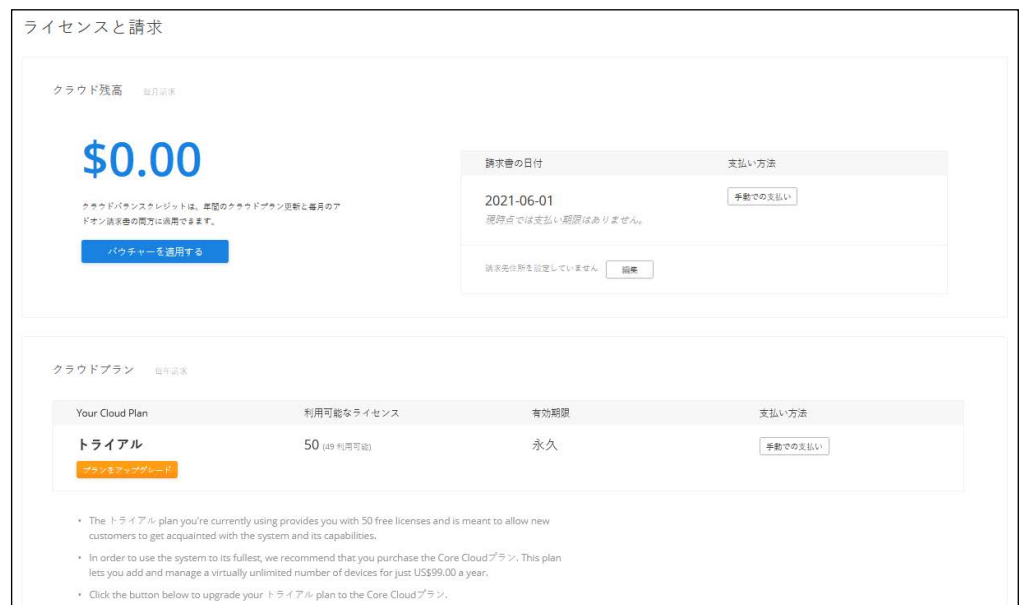 ライセンスと請求
クラウド残高 毎月請求
$0.00
クラウドバランスクレジットは、年間のクラウドプラン更新と毎月のア
ドオン請求書の両方に適用できます。
バウチャーを適用する
請求書の日付 支払い方法
2021-06-01 手動での支払い
現時点では支払い期限はありません。
請求先住所を設定していません 編集
クラウドプラン 毎年請求
Your Cloud Plan 利用可能なライセンス 有効期限 支払い方法
トライアル 50 (49 利用可能) 永久 手動での支払い
プランをアップグレード
• The トライアル plan you're currently using provides you with 50 free licenses and is meant to allow new
customers to get acquainted with the system and its capabilities.
• In order to use the system to its fullest, we recommend that you purchase the Core Cloudプラン. This plan
lets you add and manage a virtually unlimited number of devices for just US$99.00 a year.
• Click the button below to upgrade your トライアル plan to the Core Cloudプラン.